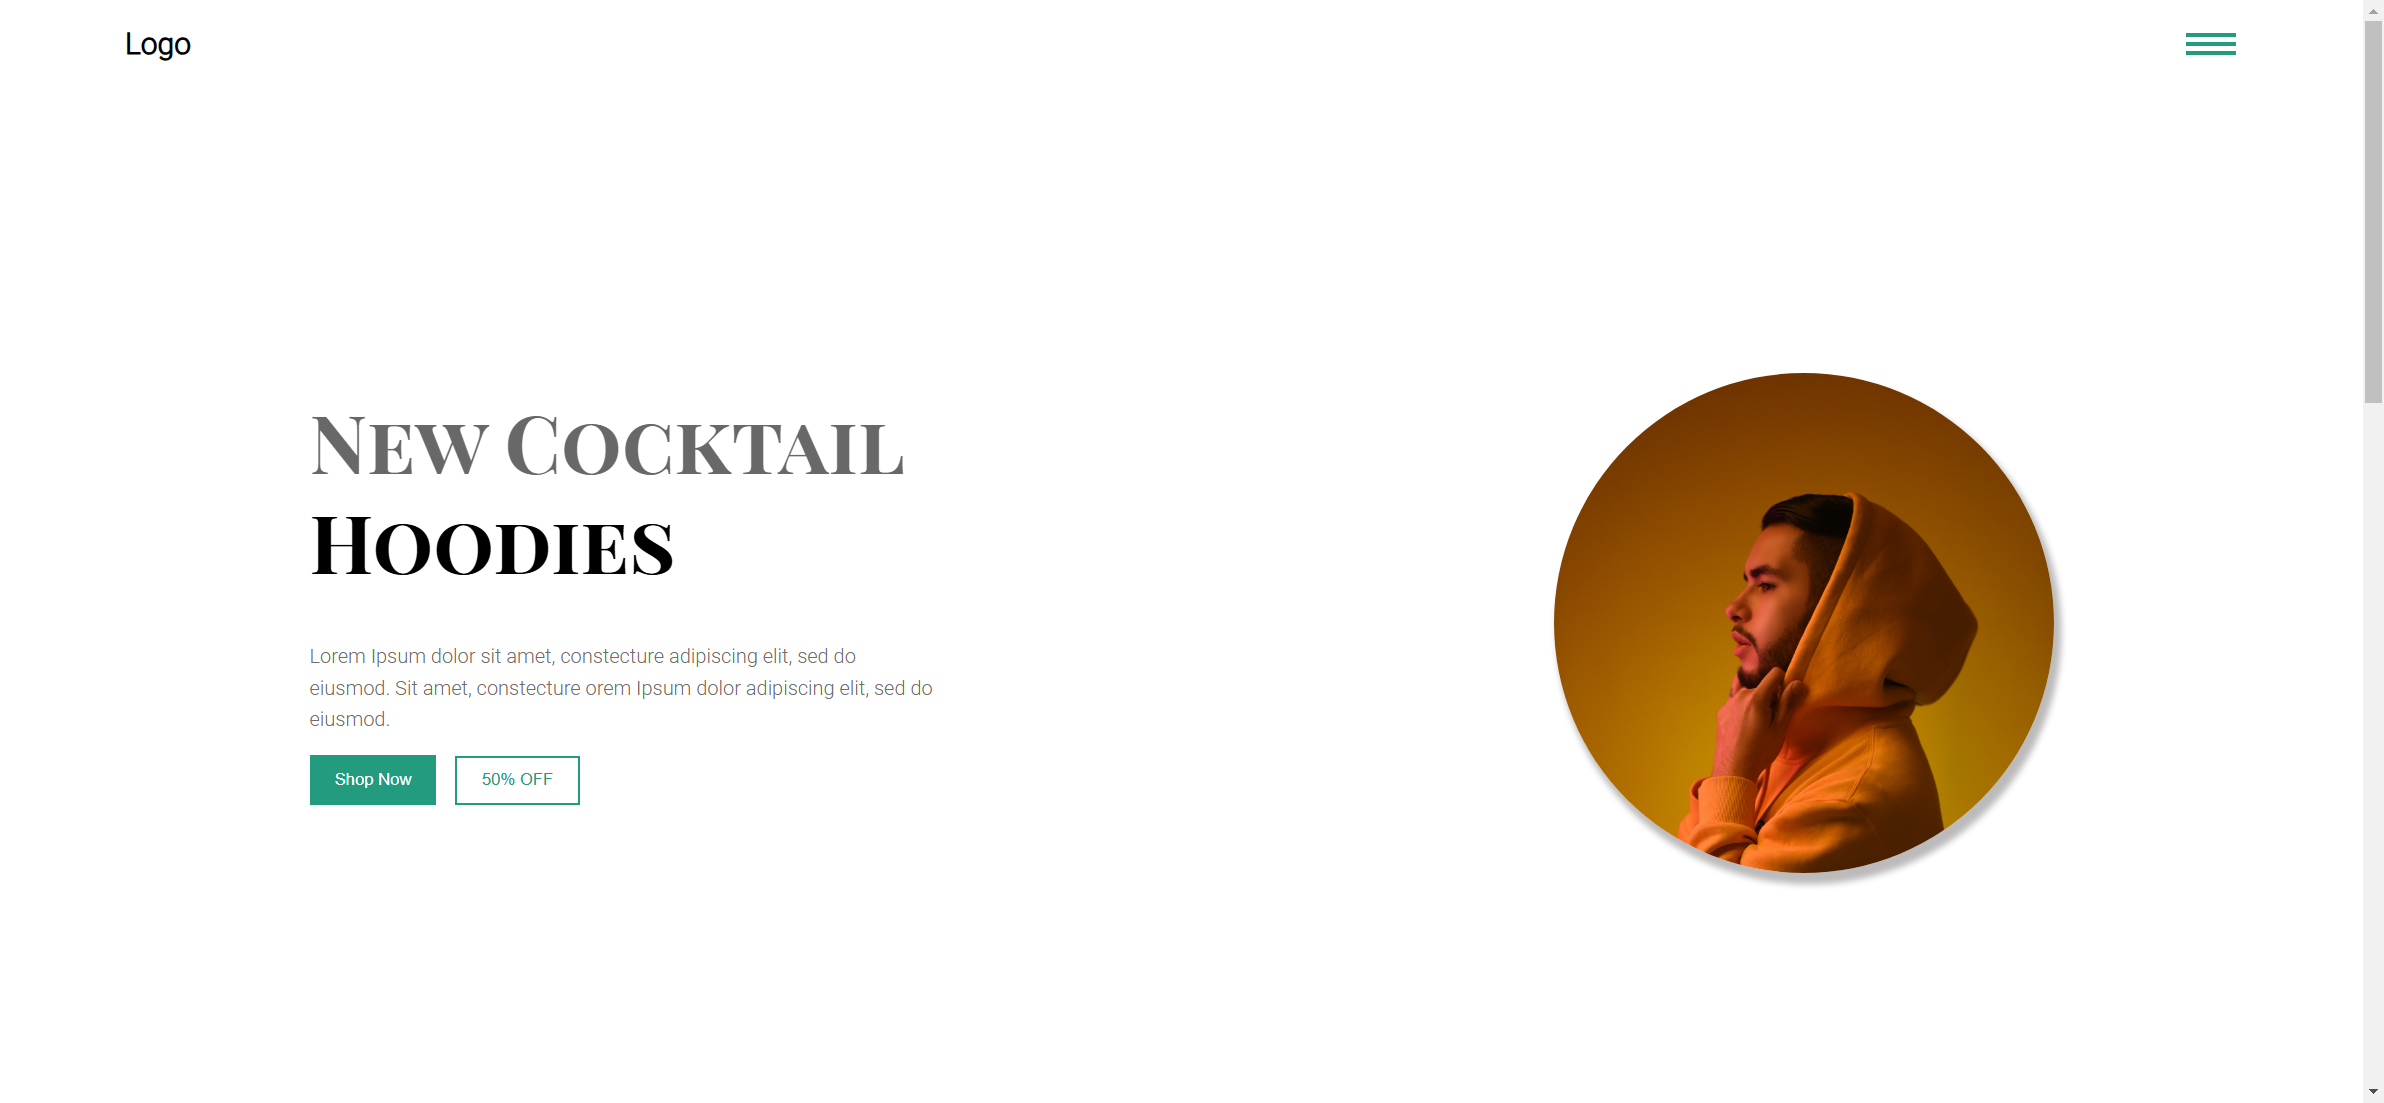 Logo
New Cocktail
Hoodies
Lorem Ipsum dolor sit amet, constecture adipiscing elit, sed do
eiusmod. Sit amet, constecture orem Ipsum dolor adipiscing elit, sed do
eiusmod.
Shop Now
50% OFF